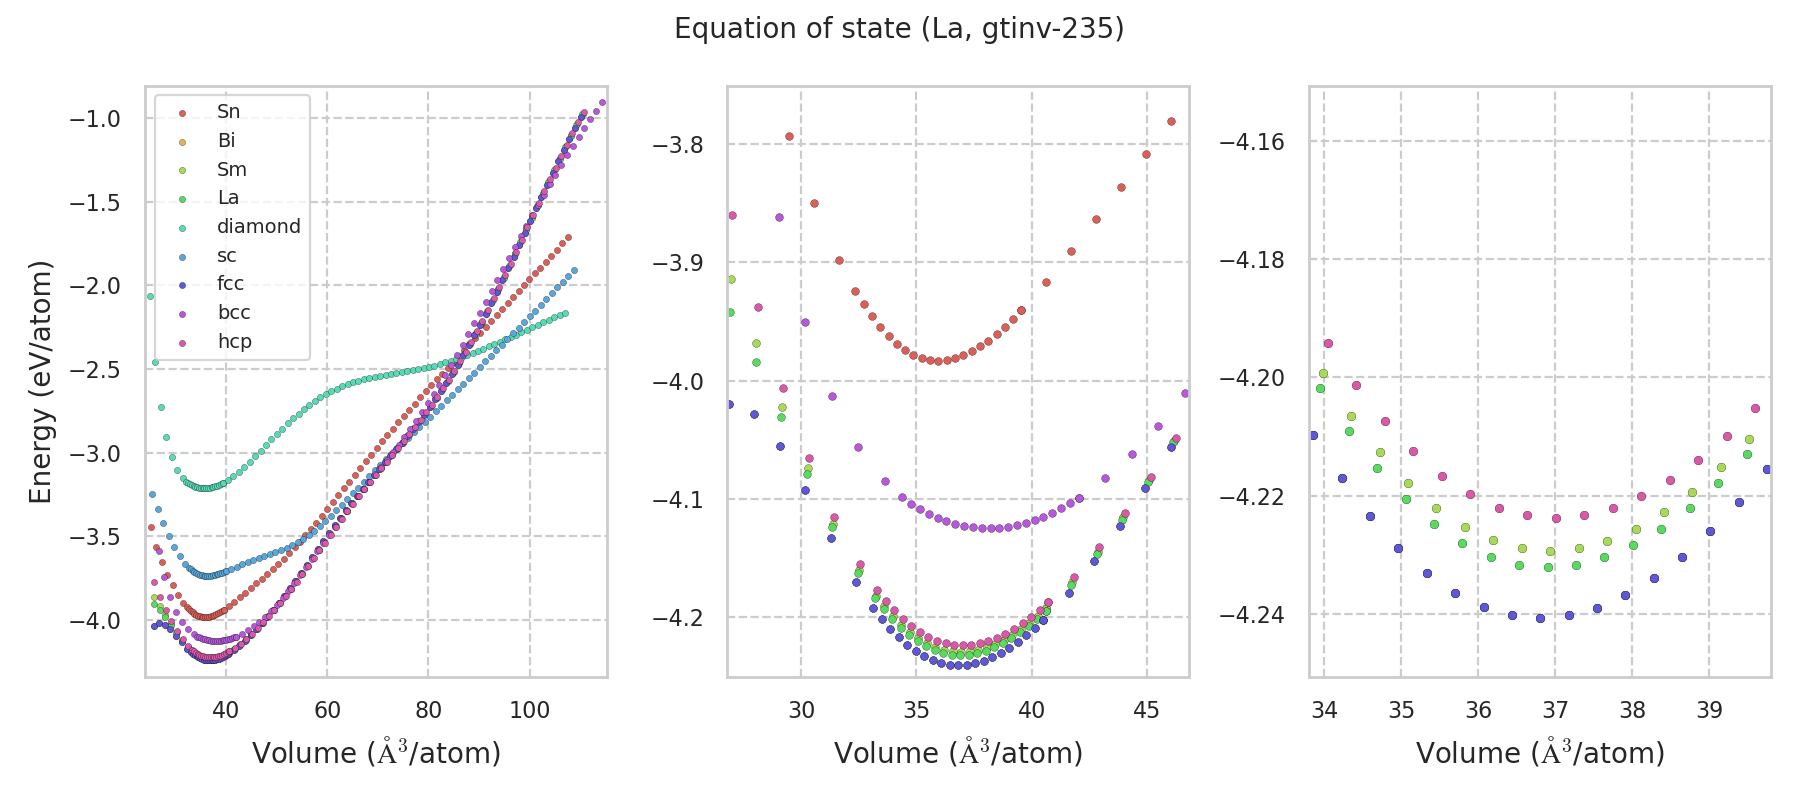 Equation of state (La, gtinv-235)
Energy (eV/atom)
−1.0
−1.5
−2.0
−2.5
−3.0
−3.5
−4.0
Sn
Bi
Sm
La
diamond
sc
fcc
bcc
hcp
40 60 80 100
Volume (Å³/atom)
−3.8
−3.9
−4.0
−4.1
−4.2
30 35 40 45
Volume (Å³/atom)
−4.16
−4.18
−4.20
−4.22
−4.24
34 35 36 37 38 39
Volume (Å³/atom)